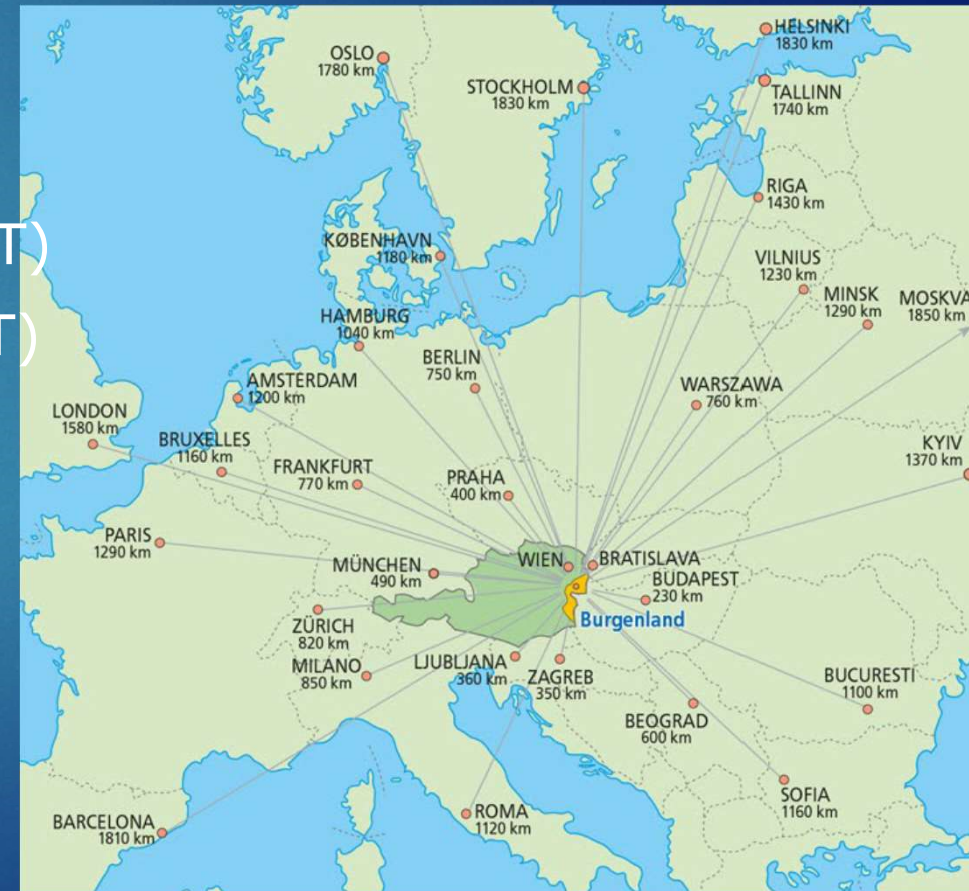 HELSINKI
1830 km
OSLO
1780 km
STOCKHOLM
1830 km
TALLINN
1740 km
RIGA
1430 km
T)
T)
KØBENHAVN
1180 km
VILNIUS
1230 km
MINSK
1290 km
MOSKVA
1850 km
HAMBURG
1040 km
BERLIN
750 km
AMSTERDAM
1200 km
WARSZAWA
760 km
LONDON
1580 km
BRUXELLES
1160 km
KYIV
1370 km
FRANKFURT
770 km
PRAHA
400 km
PARIS
1290 km
MÜNCHEN
490 km
WIEN
BRATISLAVA
BUDAPEST
230 km
Burgenland
ZÜRICH
820 km
MILANO
850 km
LJUBLJANA
360 km
ZAGREB
350 km
BUCURESTI
1100 km
BEOGRAD
600 km
SOFIA
1160 km
ROMA
1120 km
BARCELONA
1810 km